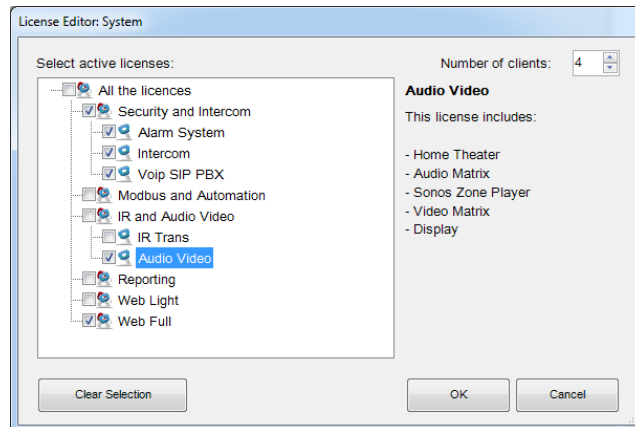 License Editor: System
Select active licenses:
Number of clients: 4
All the licences
Security and Intercom
Alarm System
Intercom
Voip SIP PBX
Modbus and Automation
IR and Audio Video
IR Trans
Audio Video
Reporting
Web Light
Web Full
Audio Video
This license includes:
- Home Theater
- Audio Matrix
- Sonos Zone Player
- Video Matrix
- Display
Clear Selection
OK
Cancel